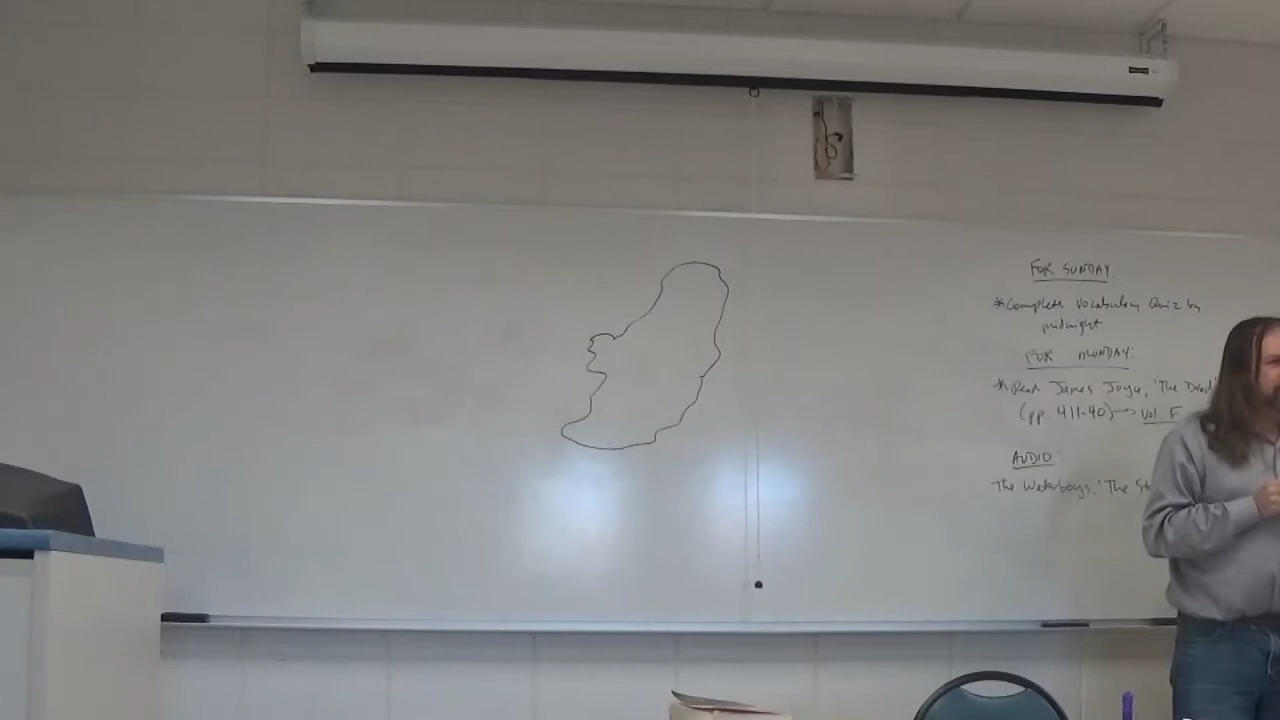 FOR SUNDAY:
*Complete Vocabulary Quiz by
midnight.
FOR MONDAY:
*Read James Joyce, 'The Dead'
(pp. 411-40) → Vol. F
AUDIO:
The Waterboys, 'The St